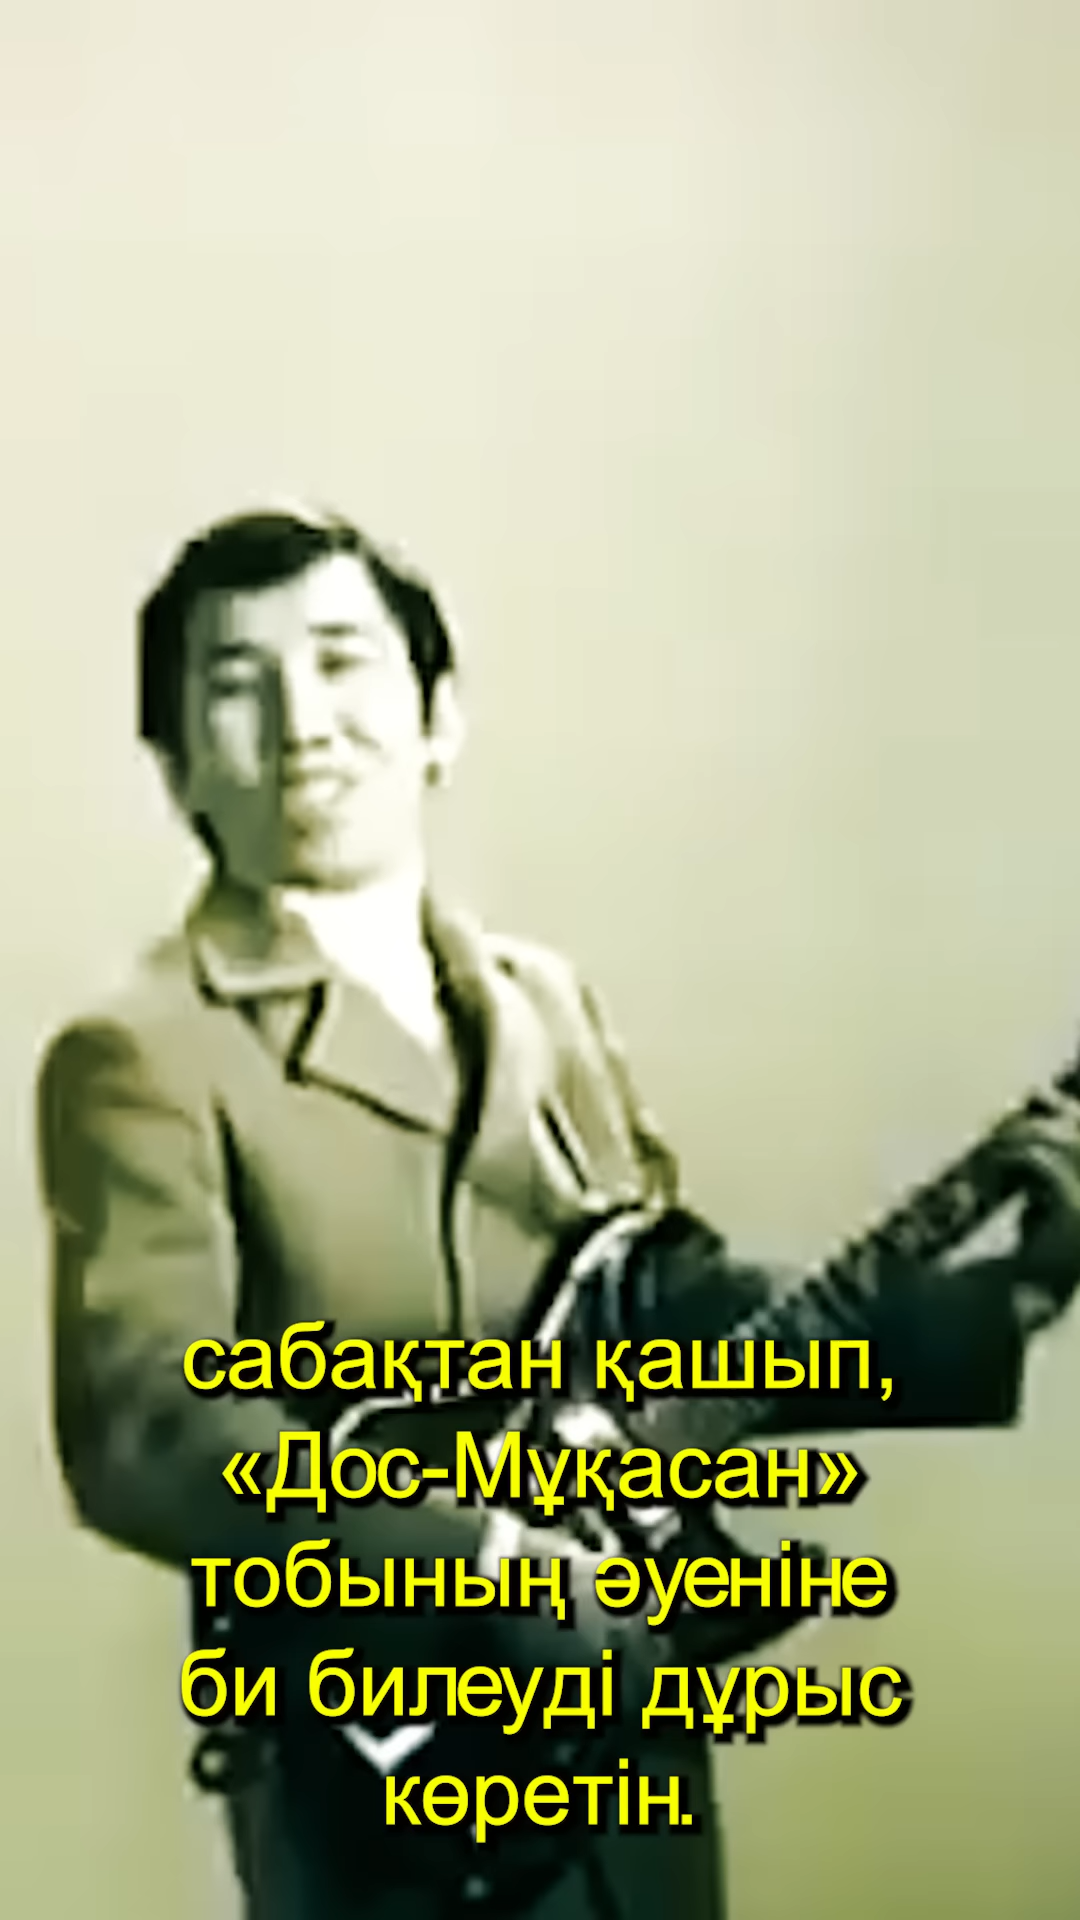 сабақтан қашып,
«Дос-Мұқасан»
тобының әуеніне
би билеуді дұрыс
көретін.